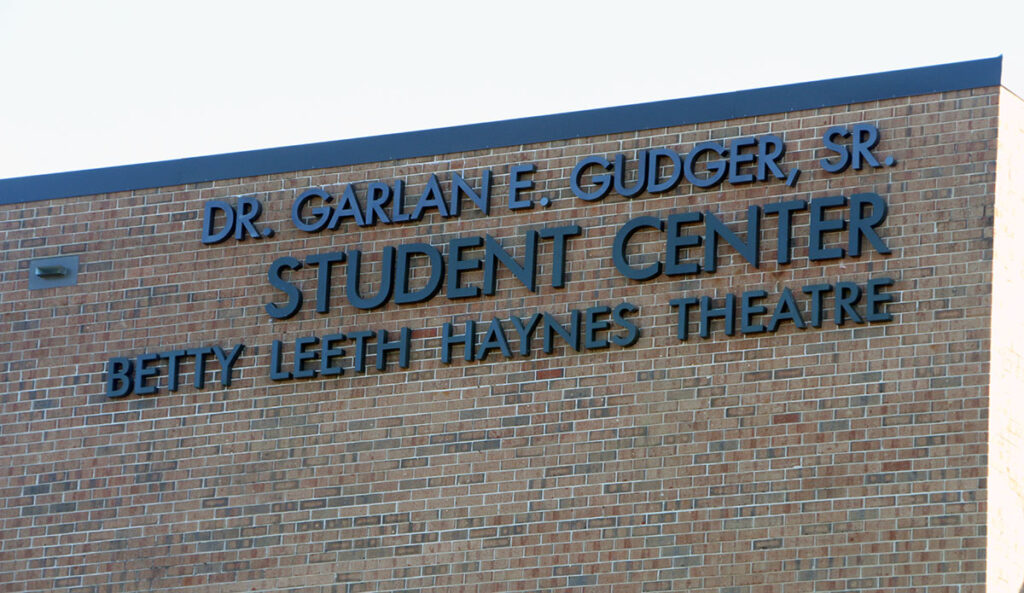 DR. GARLAN E. GUDGER, SR.
STUDENT CENTER
BETTY LEETH HAYNES THEATRE